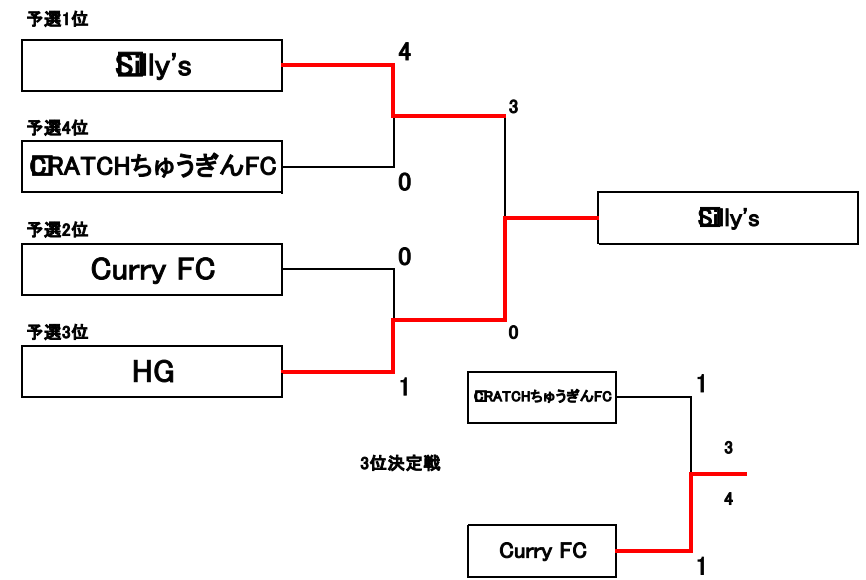 予選1位
Silly's
4
3
予選4位
CRATCHちゅうぎんFC
0
Silly's
予選2位
Curry FC
0
予選3位
HG
1
0
CRATCHちゅうぎんFC
1
3位決定戦
3
4
Curry FC
1